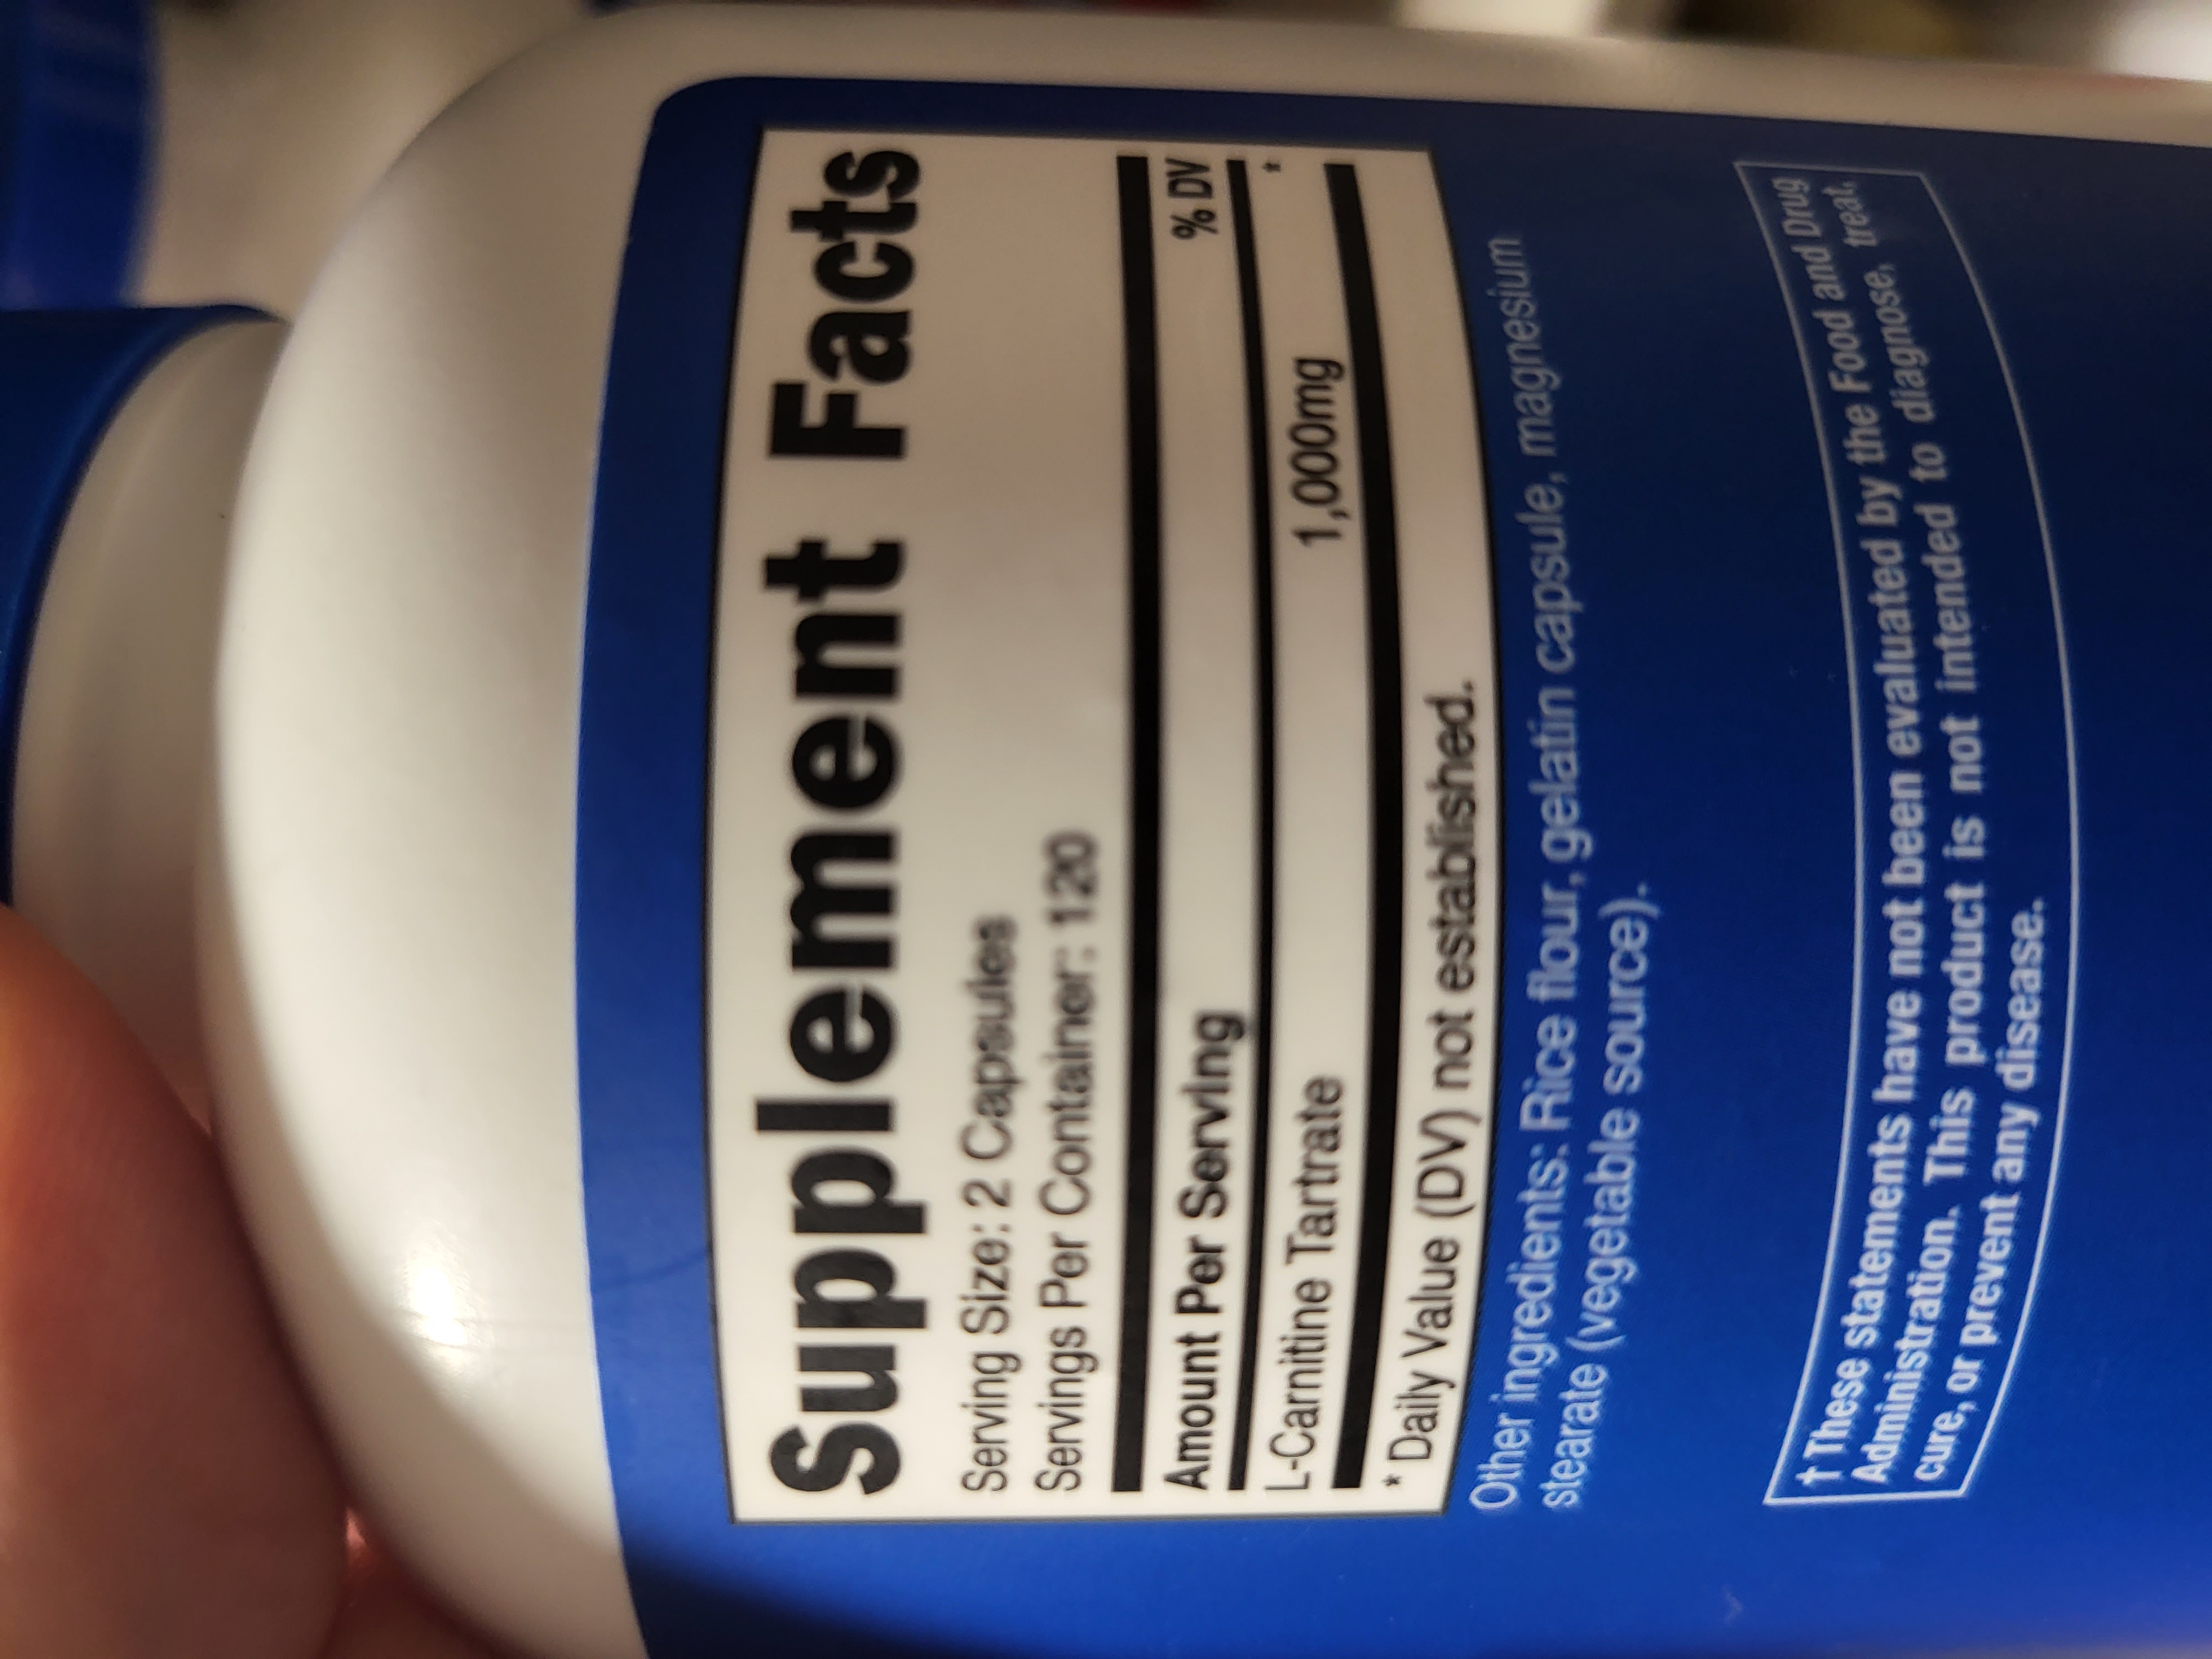 Supplement Facts
Serving Size: 2 Capsules
Servings Per Container: 120
Amount Per Serving % DV
L-Carnitine Tartrate 1,000mg *
* Daily Value (DV) not established.
Other ingredients: Rice flour, gelatin capsule, magnesium
stearate (vegetable source).
† These statements have not been evaluated by the Food and Drug
Administration. This product is not intended to diagnose, treat,
cure, or prevent any disease.